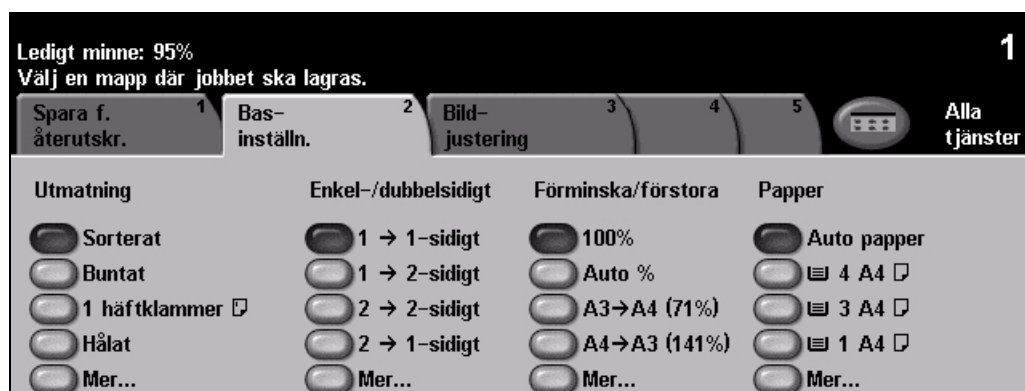 Ledigt minne: 95%
1
Välj en mapp där jobbet ska lagras.
Spara f. återutskr.
1
Bas-inställn.
2
Bild-justering
3
4
5
Alla tjänster
Utmatning
Sorterat
Buntat
1 häftklammer
Hålat
Mer...
Enkel-/dubbelsidigt
1 → 1-sidigt
1 → 2-sidigt
2 → 2-sidigt
2 → 1-sidigt
Mer...
Förminska/förstora
100%
Auto %
A3→A4 (71%)
A4→A3 (141%)
Mer...
Papper
Auto papper
4 A4
3 A4
1 A4
Mer...